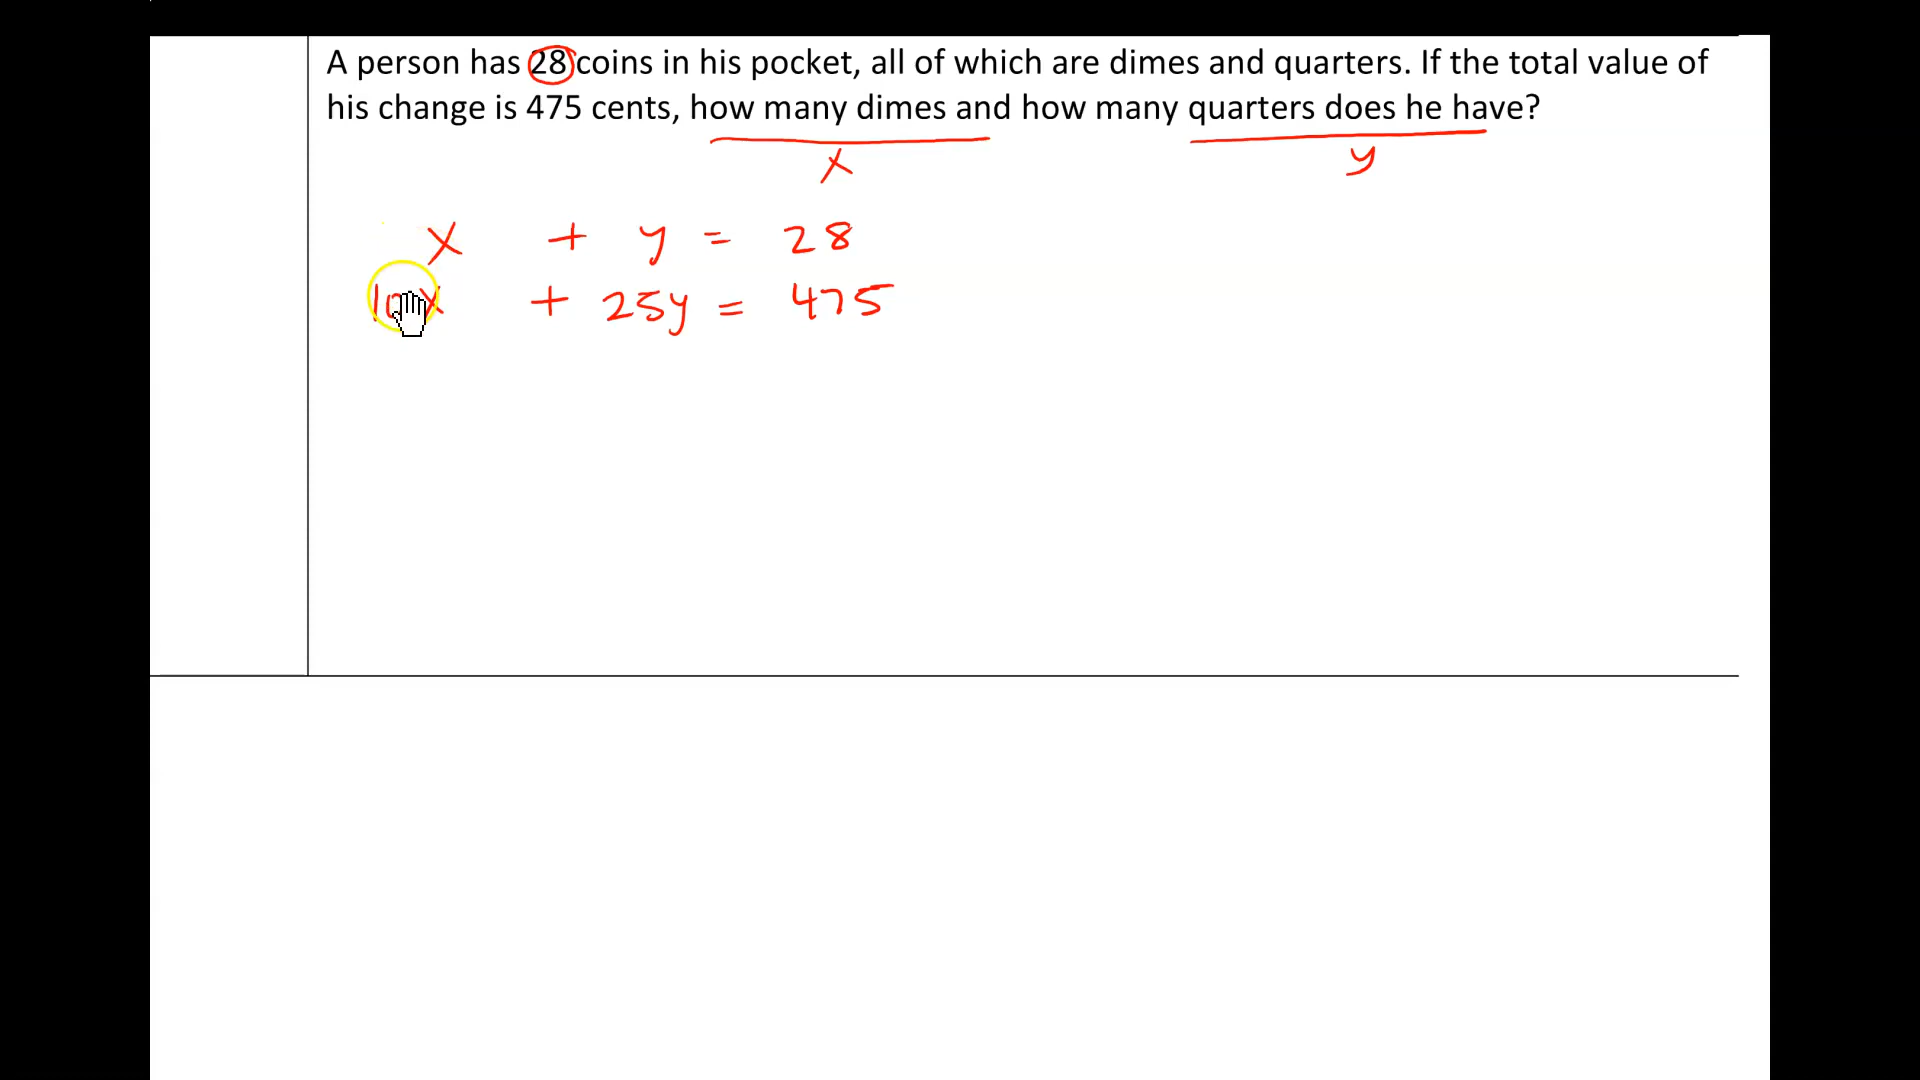 A person has 28 coins in his pocket, all of which are dimes and quarters. If the total value of
his change is 475 cents, how many dimes and how many quarters does he have?
x y
x + y = 28
10x + 25y = 475